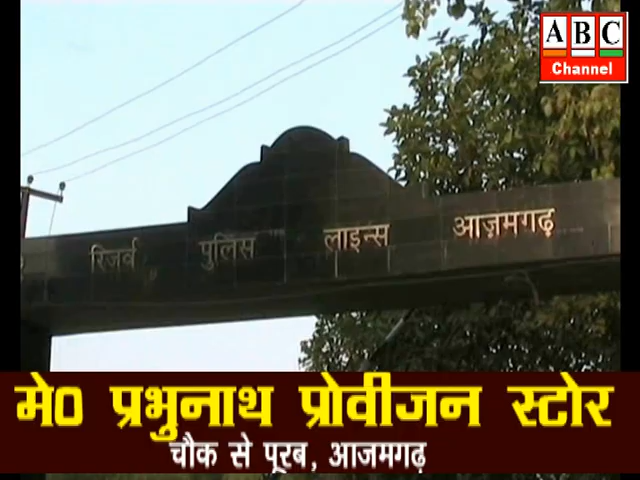 ABC
Channel
रिजर्व पुलिस लाइन्स आज़मगढ़
मे0 प्रभुनाथ प्रोवीजन स्टोर
चौक से पूरब, आजमगढ़